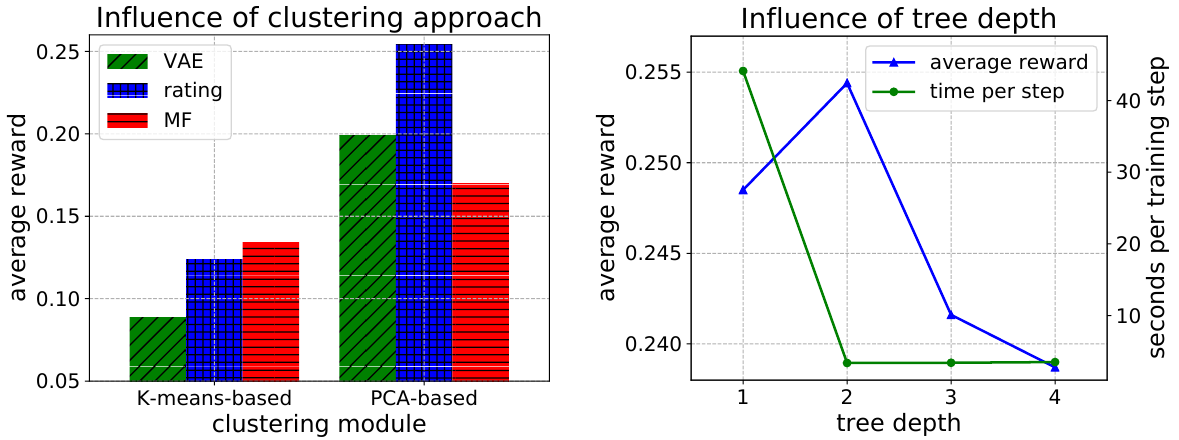 Influence of clustering approach
average reward
0.25
0.20
0.15
0.10
0.05
VAE
rating
MF
K-means-based
PCA-based
clustering module
Influence of tree depth
average reward
0.255
0.250
0.245
0.240
average reward
time per step
40
30
20
10
seconds per training step
1
2
3
4
tree depth